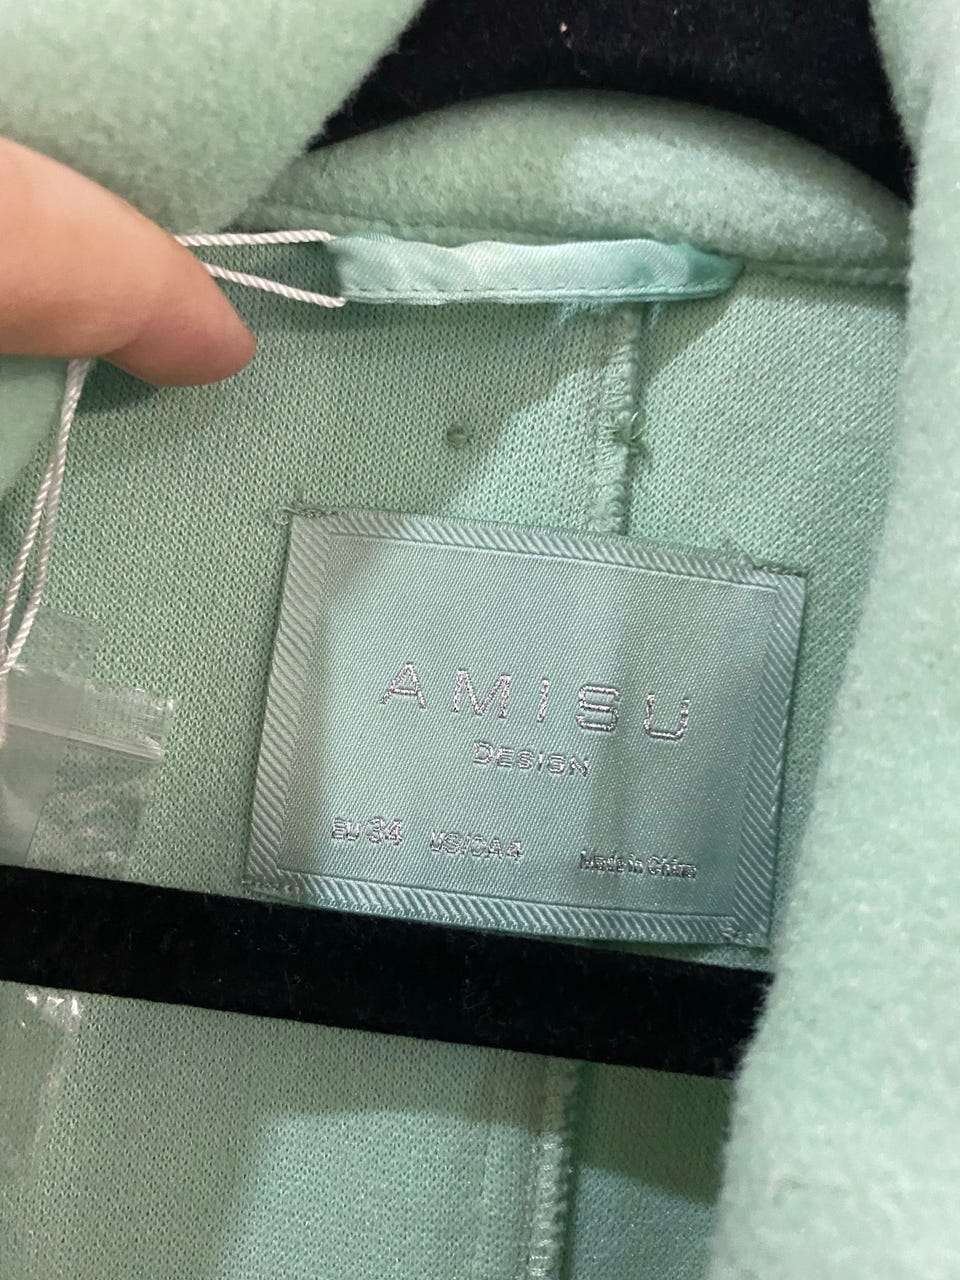 AMISU
DESIGN
EU 34 US/CA 4 Made in China